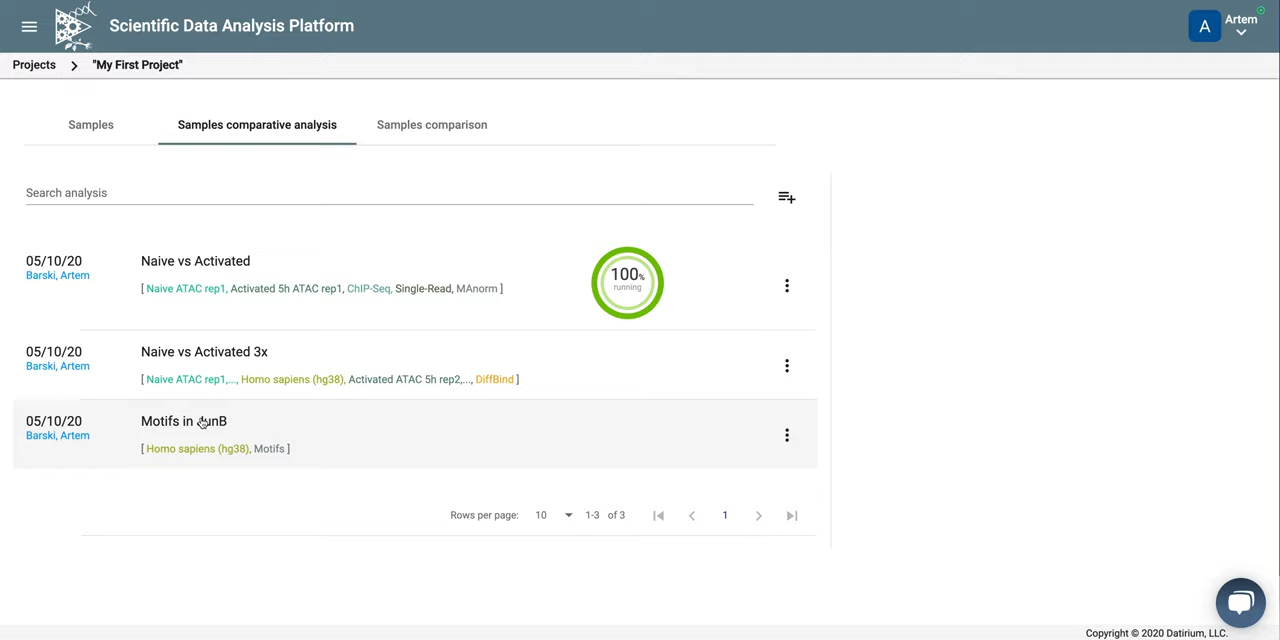 Scientific Data Analysis Platform
A
Artem
Projects > "My First Project"
Samples
Samples comparative analysis
Samples comparison
Search analysis
05/10/20
Naive vs Activated
Barski, Artem
[ Naive ATAC rep1, Activated 5h ATAC rep1, ChIP-Seq, Single-Read, MAnorm ]
100%
running
05/10/20
Naive vs Activated 3x
Barski, Artem
[ Naive ATAC rep1,..., Homo sapiens (hg38), Activated ATAC 5h rep2,..., DiffBind ]
05/10/20
Motifs in JunB
Barski, Artem
[ Homo sapiens (hg38), Motifs ]
Rows per page: 10 1-3 of 3 1
Copyright © 2020 Datirium, LLC.